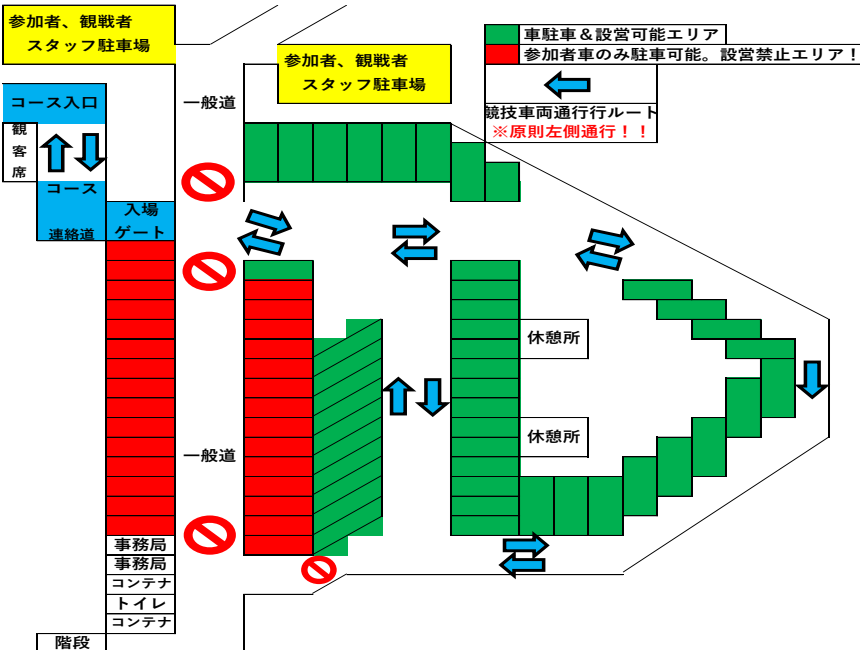 参加者、観戦者
スタッフ駐車場
参加者、観戦者
スタッフ駐車場
車駐車＆設営可能エリア
参加者車のみ駐車可能。設営禁止エリア！
競技車両通行行ルート
※原則左側通行！！
コース入口
一般道
観
客
席
コース
連絡道
入場
ゲート
休憩所
休憩所
一般道
事務局
事務局
コンテナ
トイレ
コンテナ
階段